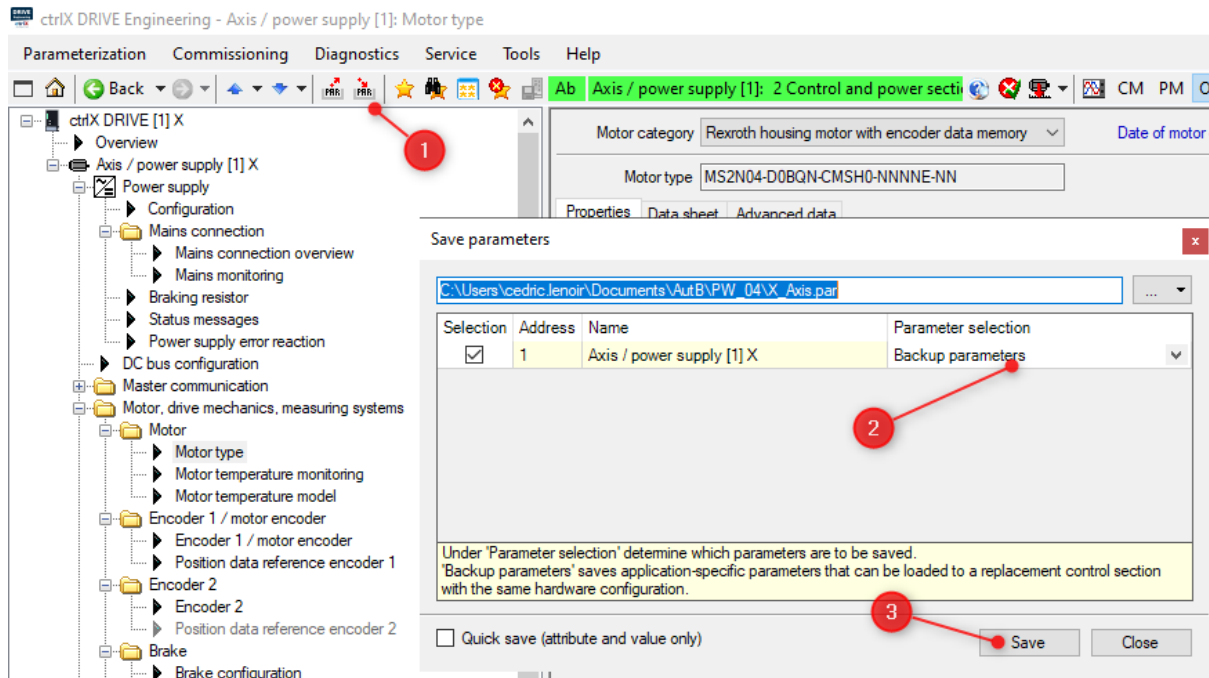 ctrlX DRIVE Engineering - Axis / power supply [1]: Motor type
Parameterization Commissioning Diagnostics Service Tools Help
Back PAR PAR Ab Axis / power supply [1]: 2 Control and power secti CM PM O
ctrlX DRIVE [1] X
Overview
Axis / power supply [1] X
Power supply
Configuration
Mains connection
Mains connection overview
Mains monitoring
Braking resistor
Status messages
Power supply error reaction
DC bus configuration
Master communication
Motor, drive mechanics, measuring systems
Motor
Motor type
Motor temperature monitoring
Motor temperature model
Encoder 1 / motor encoder
Encoder 1 / motor encoder
Position data reference encoder 1
Encoder 2
Encoder 2
Position data reference encoder 2
Brake
Brake configuration
1
Motor category Rexroth housing motor with encoder data memory Date of motor
Motor type MS2N04-D0BQN-CMSH0-NNNNE-NN
Properties Data sheet Advanced data
Save parameters x
C:\Users\cedric.lenoir\Documents\AutB\PW_04\X_Axis.par ...
Selection Address Name Parameter selection
1 Axis / power supply [1] X Backup parameters
2
Under 'Parameter selection' determine which parameters are to be saved.
'Backup parameters' saves application-specific parameters that can be loaded to a replacement control section
with the same hardware configuration.
3
Quick save (attribute and value only) Save Close